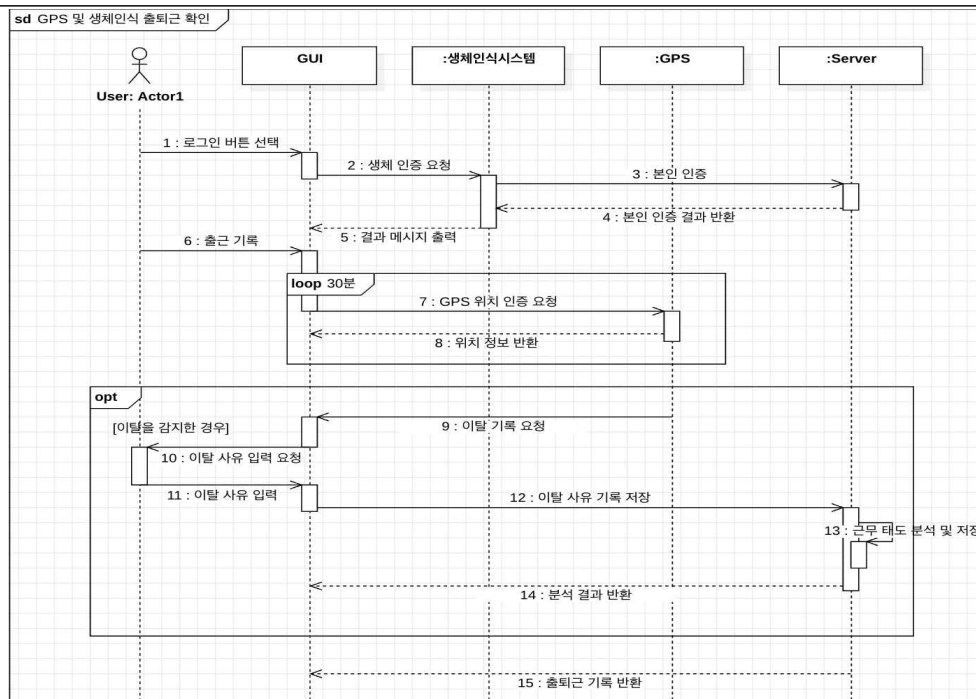 sd GPS 및 생체인식 출퇴근 확인
GUI
:생체인식시스템
:GPS
:Server
User: Actor1
1 : 로그인 버튼 선택
2 : 생체 인증 요청
3 : 본인 인증
4 : 본인 인증 결과 반환
5 : 결과 메시지 출력
6 : 출근 기록
loop 30분
7 : GPS 위치 인증 요청
8 : 위치 정보 반환
opt
[이탈을 감지한 경우]
9 : 이탈 기록 요청
10 : 이탈 사유 입력 요청
11 : 이탈 사유 입력
12 : 이탈 사유 기록 저장
13 : 근무 태도 분석 및 저장
14 : 분석 결과 반환
15 : 출퇴근 기록 반환